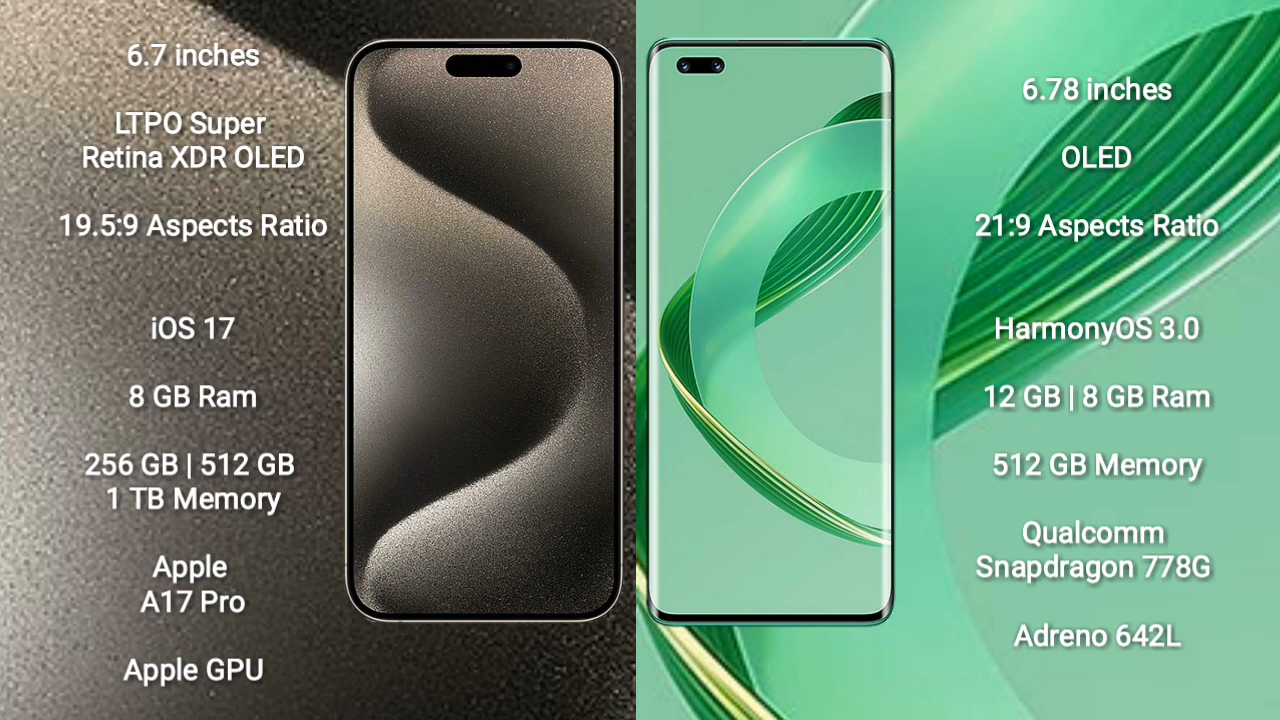 6.7 inches
LTPO Super
Retina XDR OLED
19.5:9 Aspects Ratio
iOS 17
8 GB Ram
256 GB | 512 GB
1 TB Memory
Apple
A17 Pro
Apple GPU
6.78 inches
OLED
21:9 Aspects Ratio
HarmonyOS 3.0
12 GB | 8 GB Ram
512 GB Memory
Qualcomm
Snapdragon 778G
Adreno 642L